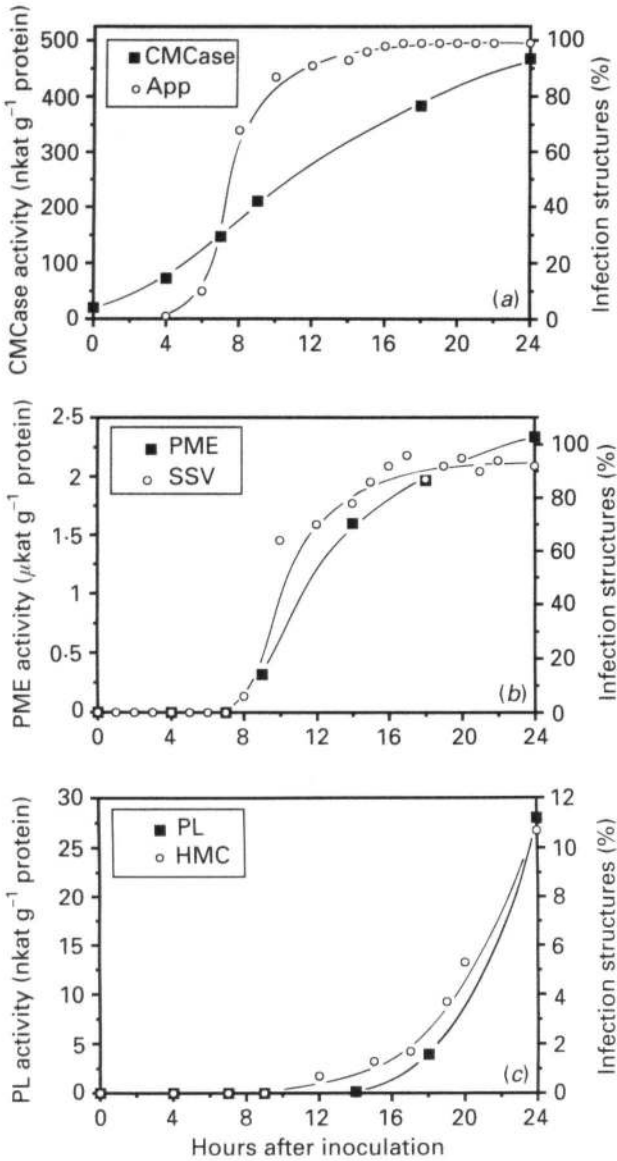 CMCase activity (nkat g⁻¹ protein)
500
400
300
200
100
0
CMCase
App
100
80
60
40
20
0
Infection structures (%)
(a)
0 4 8 12 16 20 24
PME activity (μkat g⁻¹ protein)
2·5
2
1·5
1
0·5
0
PME
SSV
100
80
60
40
20
0
Infection structures (%)
(b)
0 4 8 12 16 20 24
PL activity (nkat g⁻¹ protein)
30
25
20
15
10
5
0
PL
HMC
12
10
8
6
4
2
0
Infection structures (%)
(c)
0 4 8 12 16 20 24
Hours after inoculation